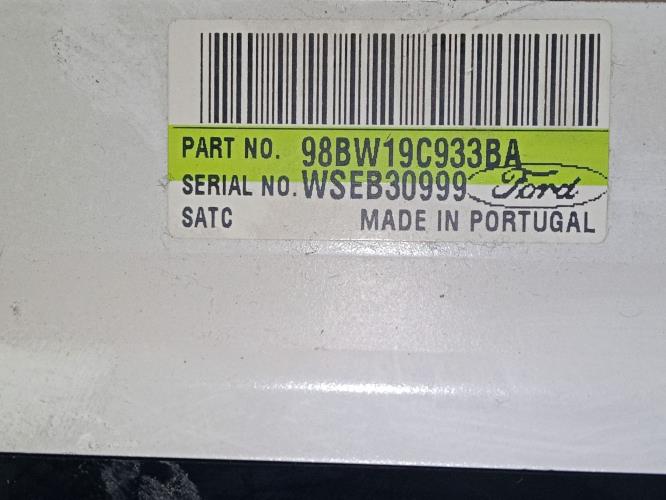 PART NO. 98BW19C933BA
SERIAL NO. WSEB30999 Ford
SATC MADE IN PORTUGAL